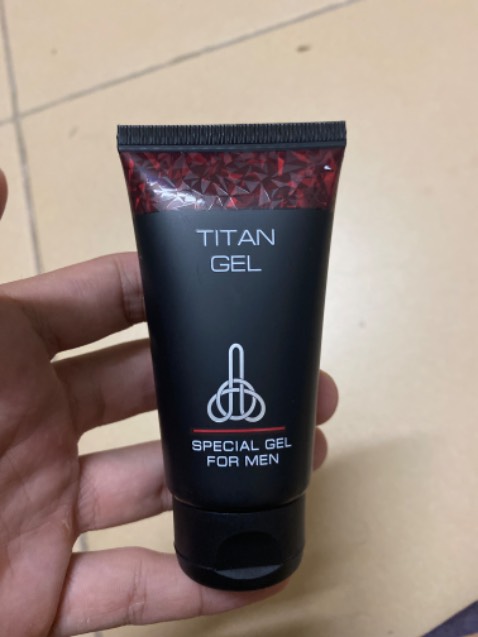 TITAN
GEL
SPECIAL GEL
FOR MEN